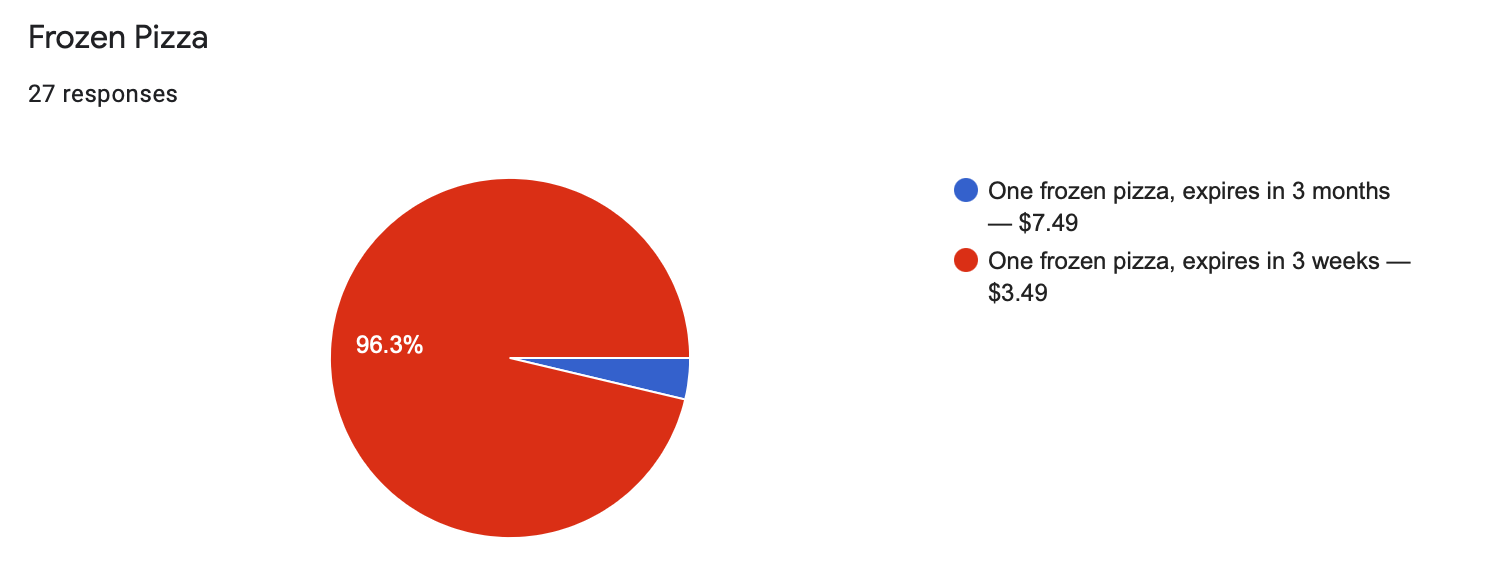 Frozen Pizza
27 responses
96.3%
One frozen pizza, expires in 3 months
— $7.49
One frozen pizza, expires in 3 weeks —
$3.49